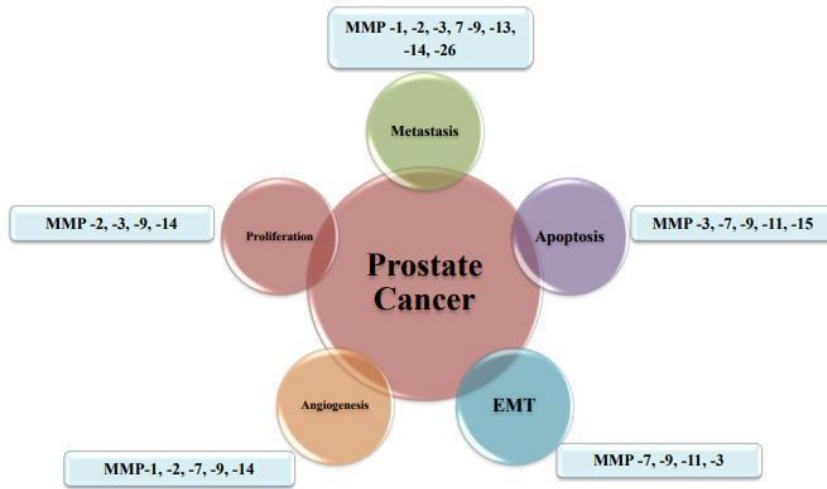 MMP -1, -2, -3, 7 -9, -13,
-14, -26
Metastasis
MMP -2, -3, -9, -14
Proliferation
Prostate
Cancer
Apoptosis
MMP -3, -7, -9, -11, -15
Angiogenesis
EMT
MMP-1, -2, -7, -9, -14
MMP -7, -9, -11, -3